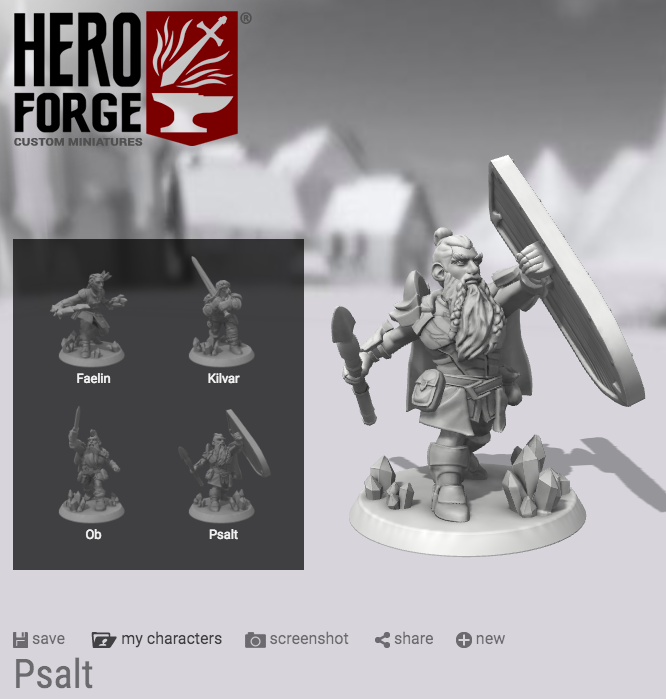 HERO
FORGE
®
CUSTOM MINIATURES
Faelin
Kilvar
Ob
Psalt
save
my characters
screenshot
share
new
Psalt